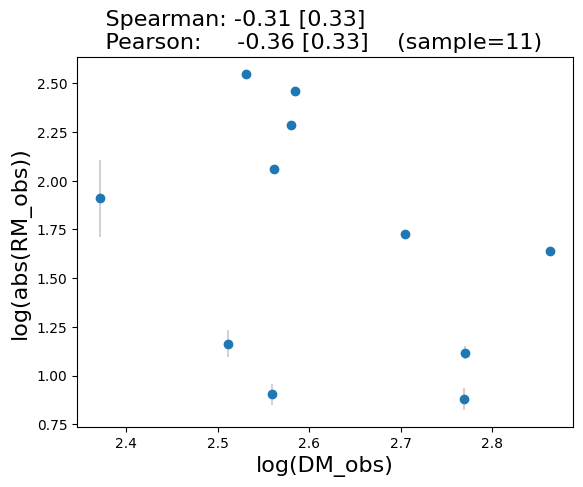 Spearman: -0.31 [0.33]
Pearson: -0.36 [0.33] (sample=11)
2.50
2.25
2.00
1.75
1.50
1.25
1.00
0.75
log(abs(RM_obs))
2.4 2.5 2.6 2.7 2.8
log(DM_obs)